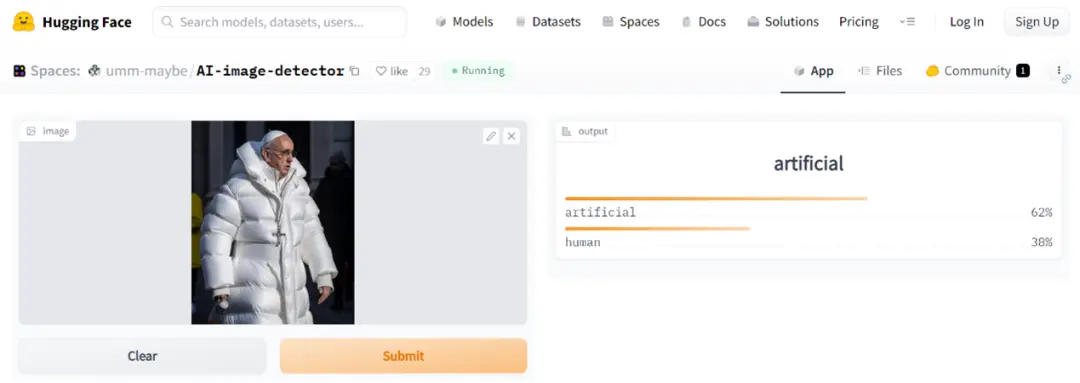 Hugging Face Search models, datasets, users... Models Datasets Spaces Docs Solutions Pricing Log In Sign Up
Spaces: umm-maybe/AI-image-detector like 29 Running App Files Community 1
image
output
artificial
artificial 62%
human 38%
Clear Submit